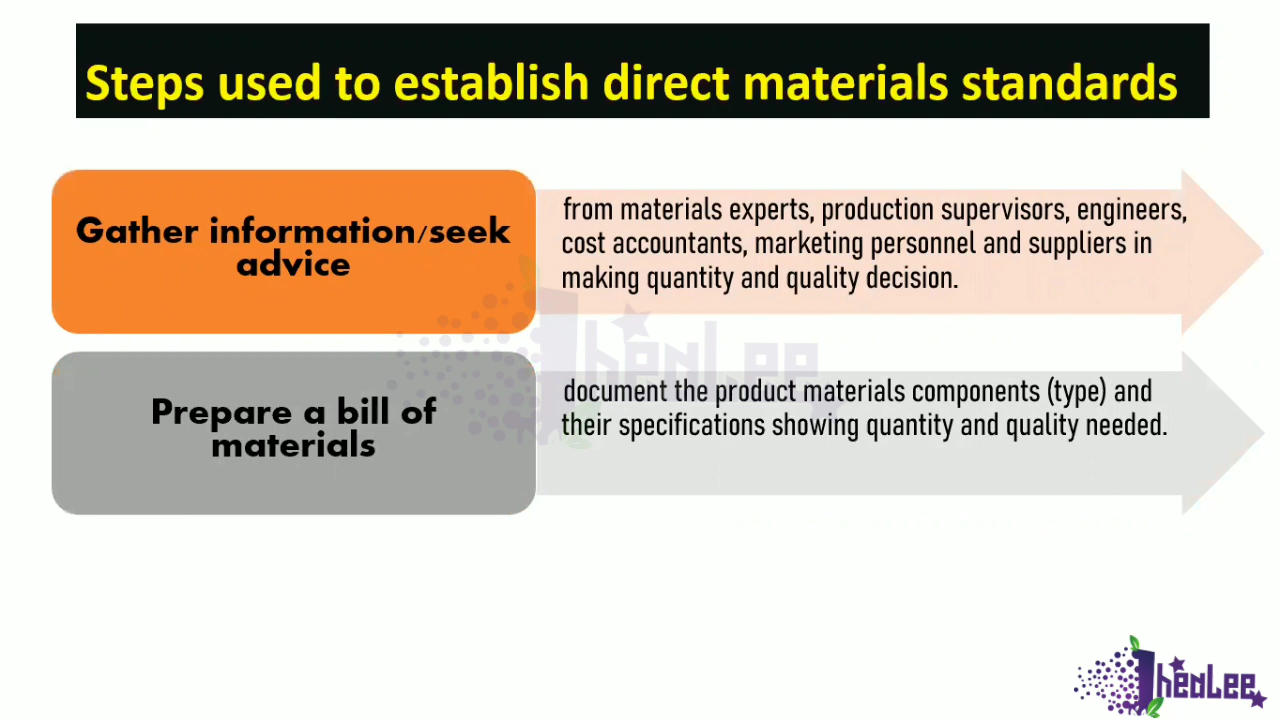 Steps used to establish direct materials standards
Gather information/seek
advice
from materials experts, production supervisors, engineers,
cost accountants, marketing personnel and suppliers in
making quantity and quality decision.
Prepare a bill of
materials
document the product materials components (type) and
their specifications showing quantity and quality needed.
JhenLee
JhenLee